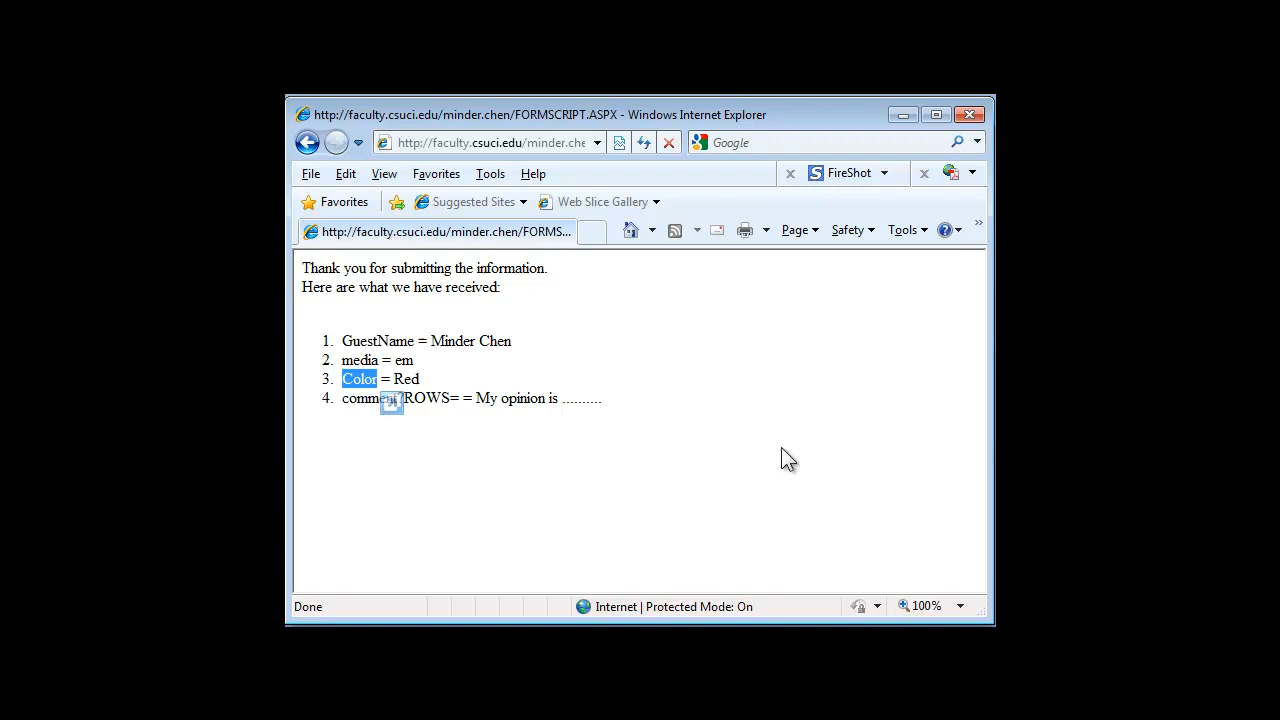 http://faculty.csuci.edu/minder.chen/FORMSCRIPT.ASPX - Windows Internet Explorer
http://faculty.csuci.edu/minder.che
Google
File Edit View Favorites Tools Help
FireShot
Favorites Suggested Sites Web Slice Gallery
http://faculty.csuci.edu/minder.chen/FORMS...
Page Safety Tools
Thank you for submitting the information.
Here are what we have received:
1. GuestName = Minder Chen
2. media = em
3. Color = Red
4. ROWS= = My opinion is ..........
Done
Internet | Protected Mode: On
100%